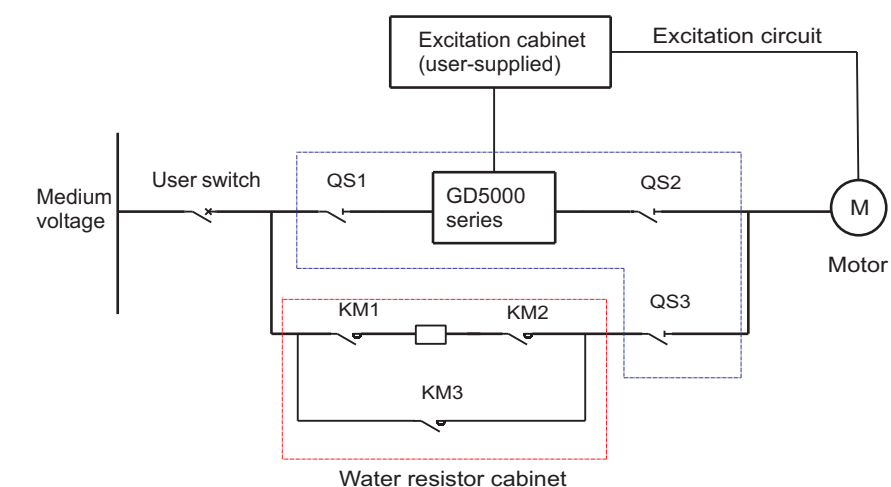 Excitation cabinet
(user-supplied)
Excitation circuit
User switch
QS1
GD5000
series
QS2
Medium
voltage
M
Motor
KM1
KM2
QS3
KM3
Water resistor cabinet